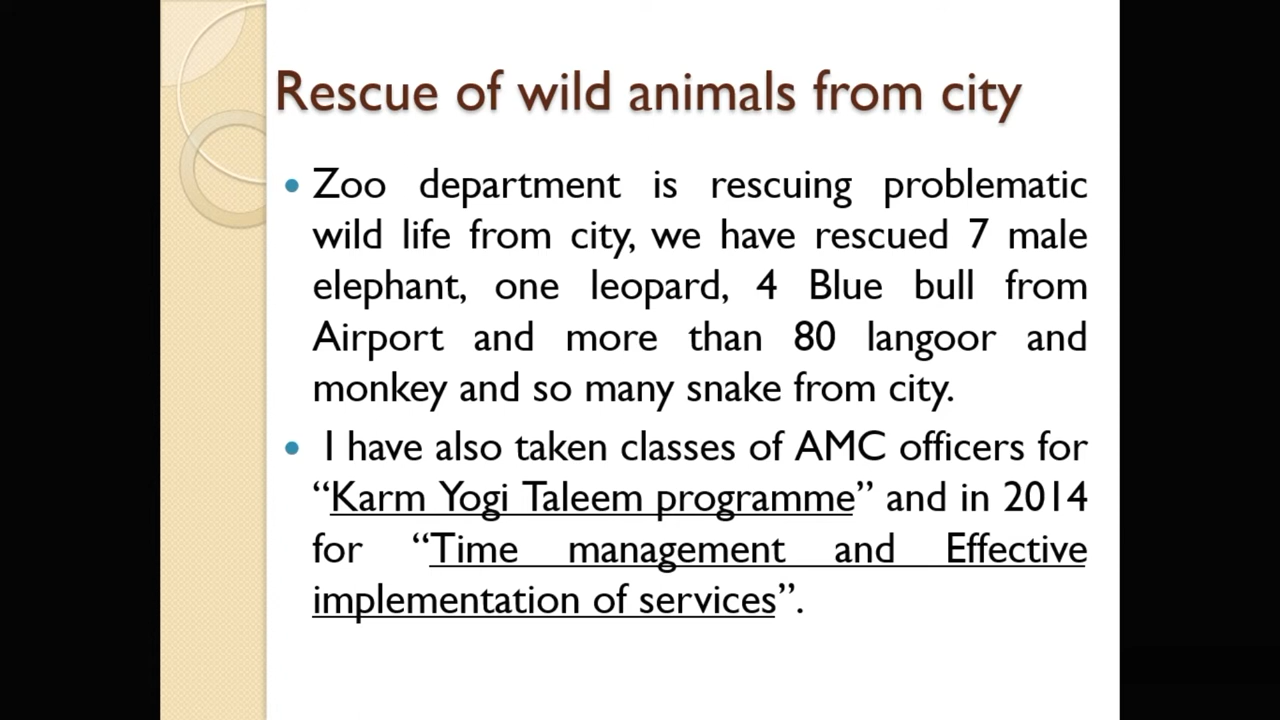 Rescue of wild animals from city
• Zoo department is rescuing problematic
wild life from city, we have rescued 7 male
elephant, one leopard, 4 Blue bull from
Airport and more than 80 langoor and
monkey and so many snake from city.
• I have also taken classes of AMC officers for
“Karm Yogi Taleem programme” and in 2014
for “Time management and Effective
implementation of services”.